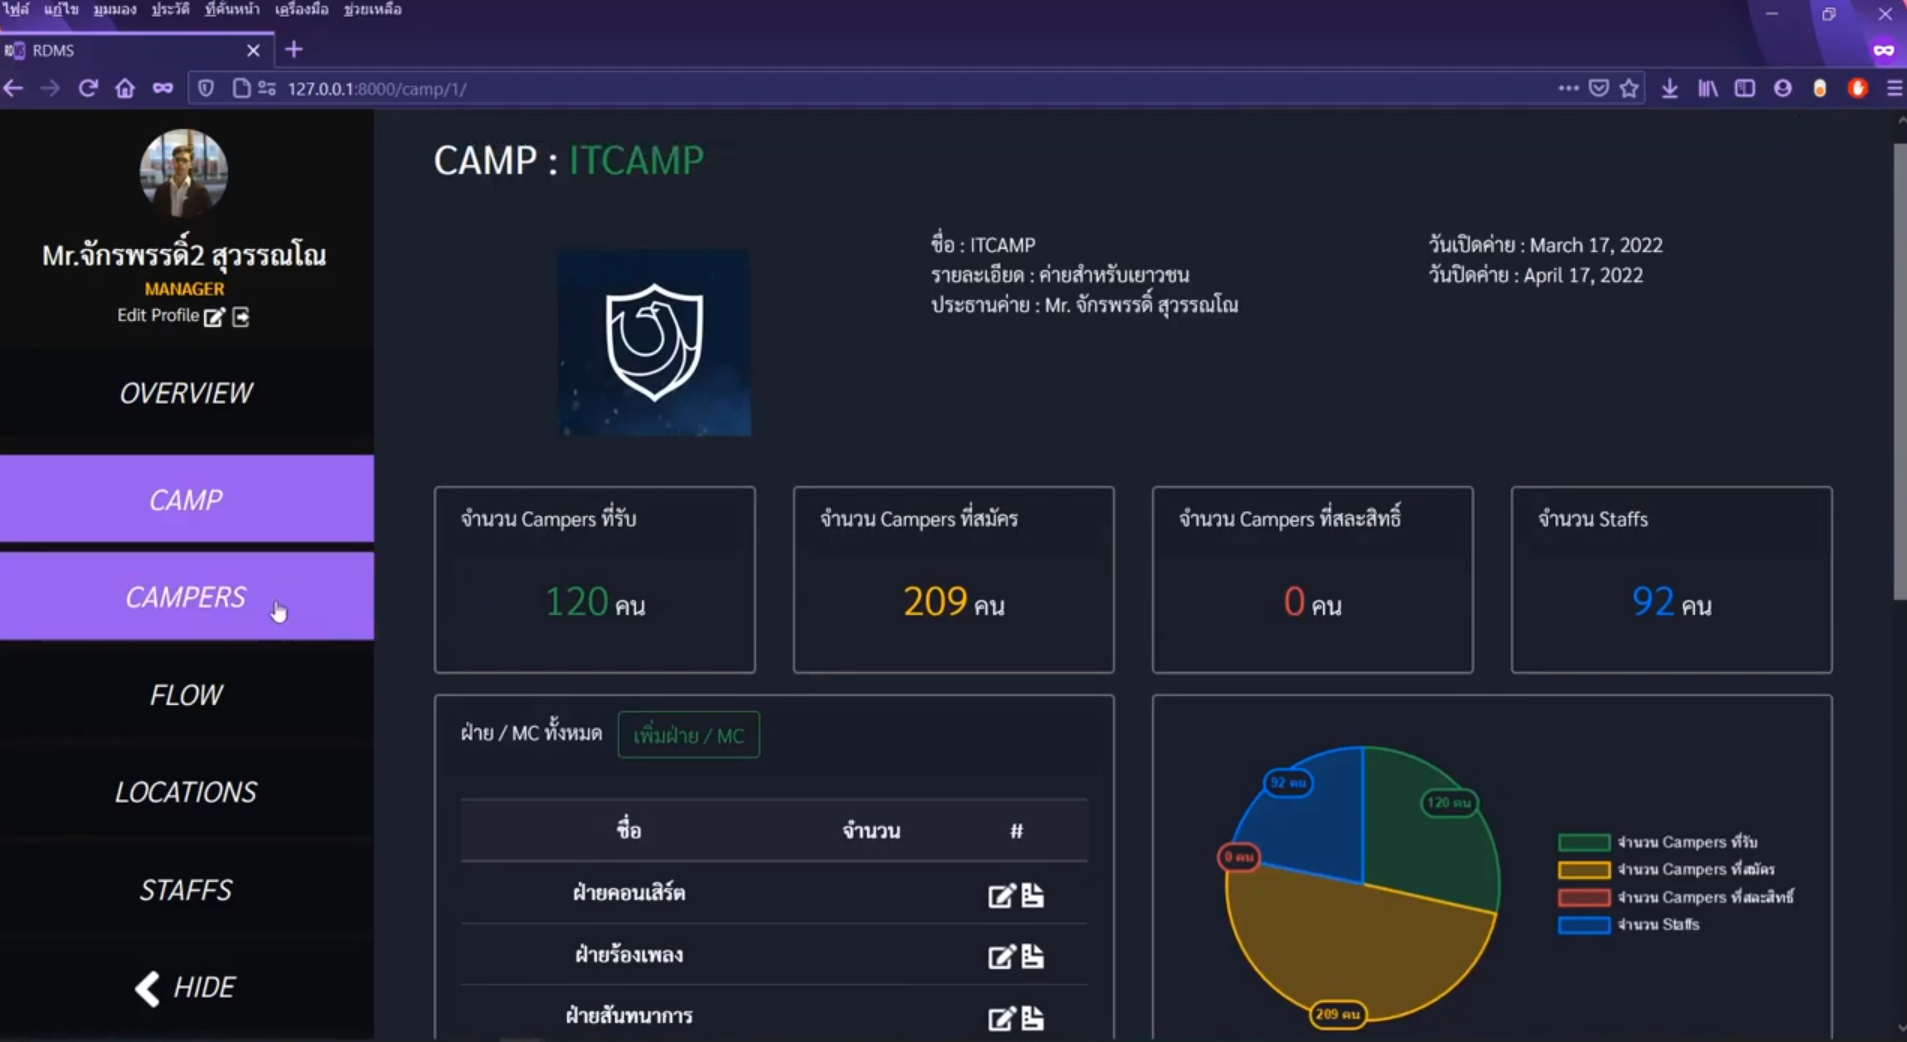 ไฟล์ แก้ไข มุมมอง ประวัติ ที่คั่นหน้า เครื่องมือ ช่วยเหลือ
RDMS
127.0.0.1:8000/camp/1/
Mr.จักรพรรดิ์2 สุวรรณโณ
MANAGER
Edit Profile
OVERVIEW
CAMP
CAMPERS
FLOW
LOCATIONS
STAFFS
HIDE
CAMP : ITCAMP
ชื่อ : ITCAMP
รายละเอียด : ค่ายสำหรับเยาวชน
ประธานค่าย : Mr. จักรพรรดิ์ สุวรรณโณ
วันเปิดค่าย : March 17, 2022
วันปิดค่าย : April 17, 2022
จำนวน Campers ที่รับ
120 คน
จำนวน Campers ที่สมัคร
209 คน
จำนวน Campers ที่สละสิทธิ์
0 คน
จำนวน Staffs
92 คน
ฝ่าย / MC ทั้งหมด เพิ่มฝ่าย / MC
ชื่อ จำนวน #
ฝ่ายคอนเสิร์ต
ฝ่ายร้องเพลง
ฝ่ายสันทนาการ
92 คน
120 คน
0 คน
209 คน
จำนวน Campers ที่รับ
จำนวน Campers ที่สมัคร
จำนวน Campers ที่สละสิทธิ์
จำนวน Staffs